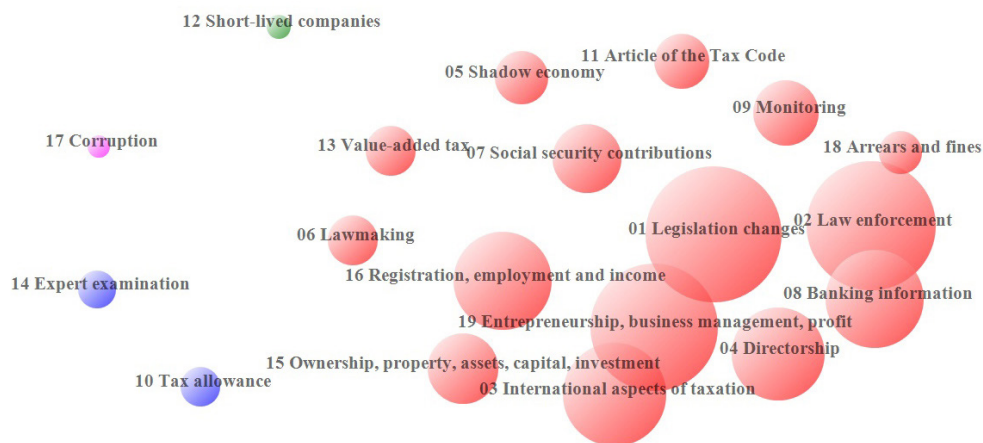 12 Short-lived companies
11 Article of the Tax Code
05 Shadow economy
09 Monitoring
17 Corruption
13 Value-added tax
07 Social security contributions
18 Arrears and fines
01 Legislation changes
02 Law enforcement
06 Lawmaking
16 Registration, employment and income
14 Expert examination
08 Banking information
19 Entrepreneurship, business management, profit
04 Directorship
15 Ownership, property, assets, capital, investment
10 Tax allowance
03 International aspects of taxation